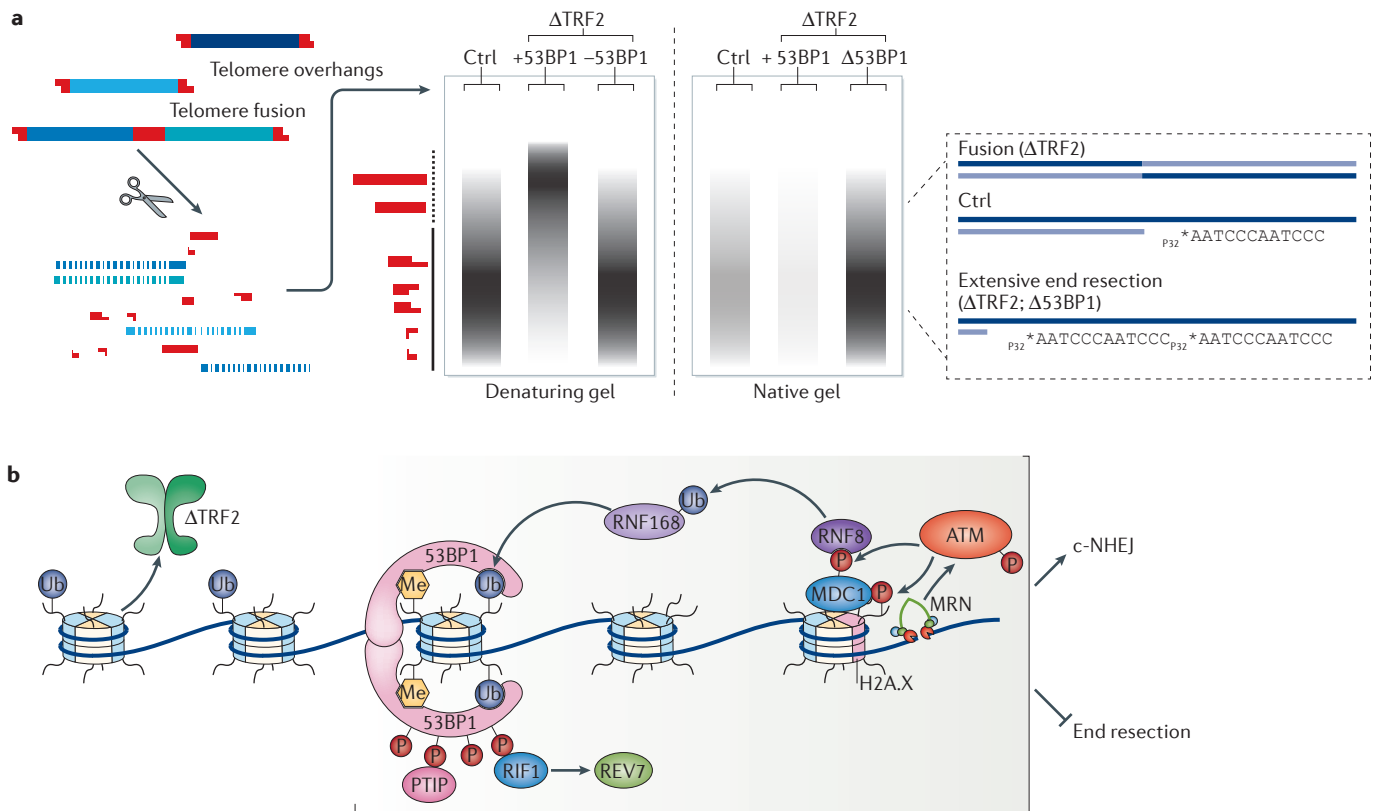 a
Telomere overhangs
Telomere fusion
ΔTRF2
Ctrl +53BP1 −53BP1
Denaturing gel
ΔTRF2
Ctrl + 53BP1 Δ53BP1
Native gel
Fusion (ΔTRF2)
Ctrl
P32*AATCCCAATCCC
Extensive end resection
(ΔTRF2; Δ53BP1)
P32*AATCCCAATCCCP32*AATCCCAATCCC
b
ΔTRF2
Ub
Ub
53BP1
Me
Ub
Me
Ub
53BP1
P
P
P
P
PTIP
RIF1
REV7
RNF168
Ub
RNF8
P
MDC1
P
ATM
P
MRN
H2A.X
c-NHEJ
End resection